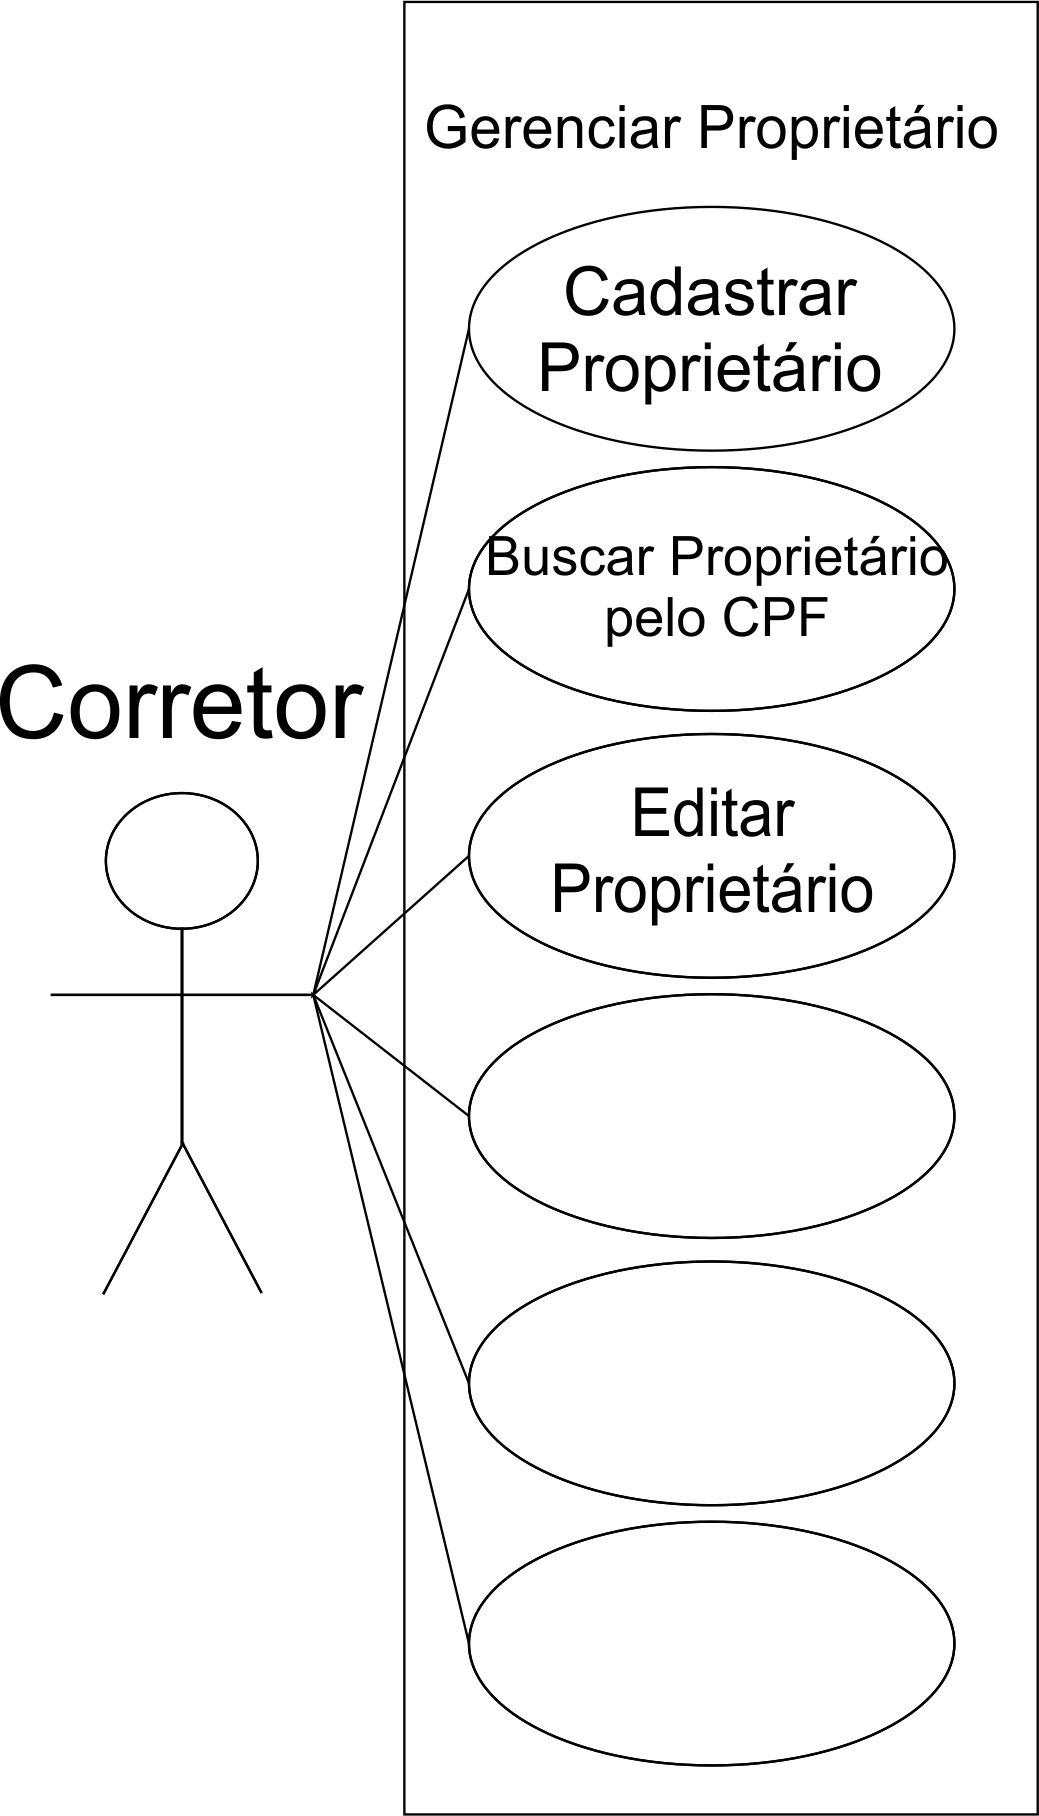 Gerenciar Proprietário
Cadastrar
Proprietário
Buscar Proprietário
pelo CPF
Corretor
Editar
Proprietário